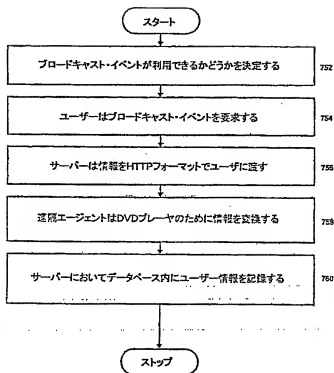 スタート
ブロードキャスト・イベントが利用できるかどうかを決定する
752
ユーザーはブロードキャスト・イベントを要求する
754
サーバーは情報をHTTPフォーマットでユーザに渡す
756
遠隔エージェントはDVDプレーヤのために情報を変換する
758
サーバーにおいてデータベース内にユーザー情報を記録する
760
ストップ